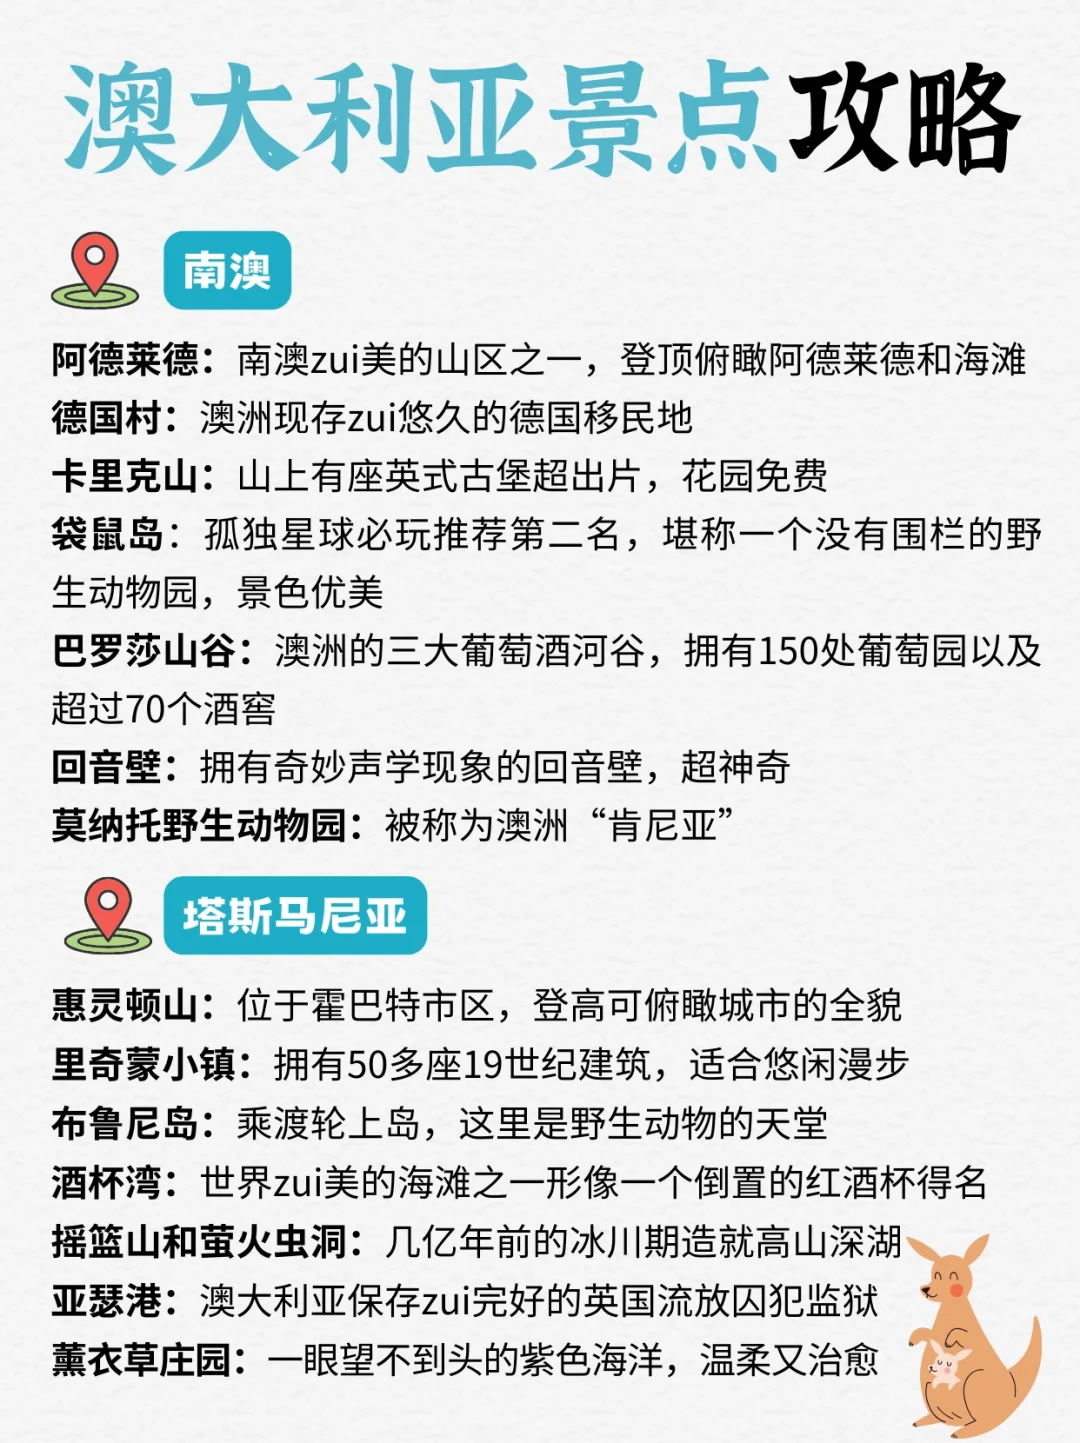 澳大利亚景点攻略
南澳
阿德莱德：南澳zui美的山区之一，登顶俯瞰阿德莱德和海滩
德国村：澳洲现存zui悠久的德国移民地
卡里克山：山上有座英式古堡超出片，花园免费
袋鼠岛：孤独星球必玩推荐第二名，堪称一个没有围栏的野
生动物园，景色优美
巴罗莎山谷：澳洲的三大葡萄酒河谷，拥有150处葡萄园以及
超过70个酒窖
回音壁：拥有奇妙声学现象的回音壁，超神奇
莫纳托野生动物园：被称为澳洲“肯尼亚”
塔斯马尼亚
惠灵顿山：位于霍巴特市区，登高可俯瞰城市的全貌
里奇蒙小镇：拥有50多座19世纪建筑，适合悠闲漫步
布鲁尼岛：乘渡轮上岛，这里是野生动物的天堂
酒杯湾：世界zui美的海滩之一形像一个倒置的红酒杯得名
摇篮山和萤火虫洞：几亿年前的冰川期造就高山深湖
亚瑟港：澳大利亚保存zui完好的英国流放囚犯监狱
薰衣草庄园：一眼望不到头的紫色海洋，温柔又治愈